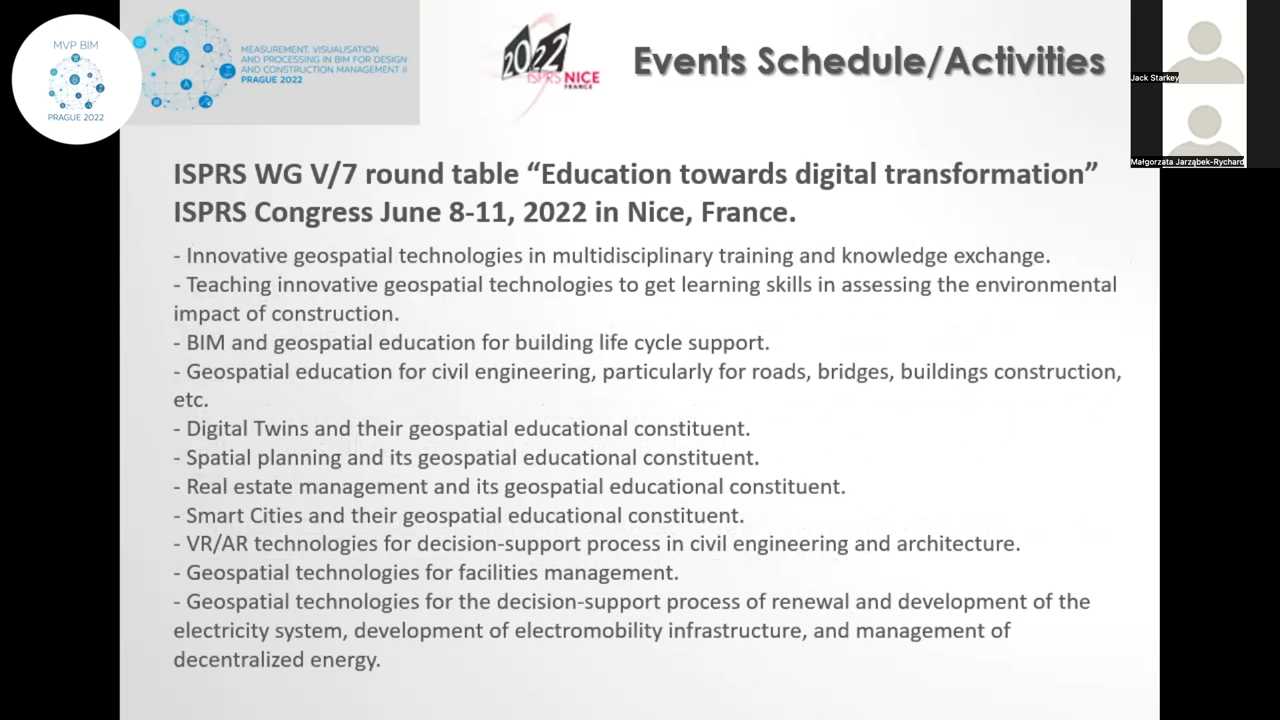 MVP BIM
PRAGUE 2022
MEASUREMENT, VISUALISATION
AND PROCESSING IN BIM FOR DESIGN
AND CONSTRUCTION MANAGEMENT II
PRAGUE 2022
2022
ISPRS NICE
FRANCE
Events Schedule/Activities
Jack Starkey
Małgorzata Jarząbek-Rychard
ISPRS WG V/7 round table “Education towards digital transformation”
ISPRS Congress June 8-11, 2022 in Nice, France.
- Innovative geospatial technologies in multidisciplinary training and knowledge exchange.
- Teaching innovative geospatial technologies to get learning skills in assessing the environmental
impact of construction.
- BIM and geospatial education for building life cycle support.
- Geospatial education for civil engineering, particularly for roads, bridges, buildings construction,
etc.
- Digital Twins and their geospatial educational constituent.
- Spatial planning and its geospatial educational constituent.
- Real estate management and its geospatial educational constituent.
- Smart Cities and their geospatial educational constituent.
- VR/AR technologies for decision-support process in civil engineering and architecture.
- Geospatial technologies for facilities management.
- Geospatial technologies for the decision-support process of renewal and development of the
electricity system, development of electromobility infrastructure, and management of
decentralized energy.